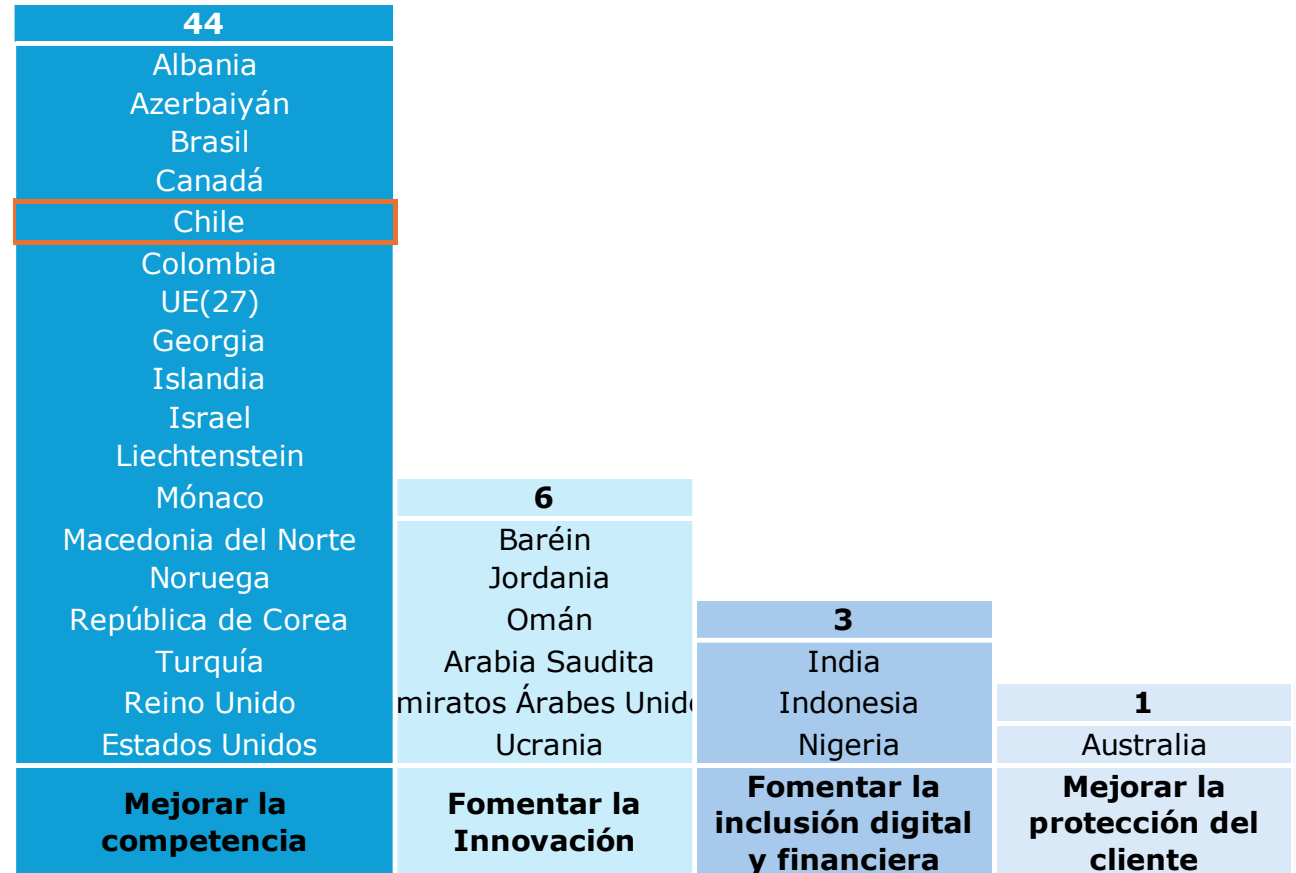 44
Albania
Azerbaiyán
Brasil
Canadá
Chile
Colombia
UE(27)
Georgia
Islandia
Israel
Liechtenstein
Mónaco
Macedonia del Norte
Noruega
República de Corea
Turquía
Reino Unido
Estados Unidos
Mejorar la
competencia
6
Baréin
Jordania
Omán
Arabia Saudita
miratos Árabes Unid
Ucrania
Fomentar la
Innovación
3
India
Indonesia
Nigeria
Fomentar la
inclusión digital
y financiera
1
Australia
Mejorar la
protección del
cliente